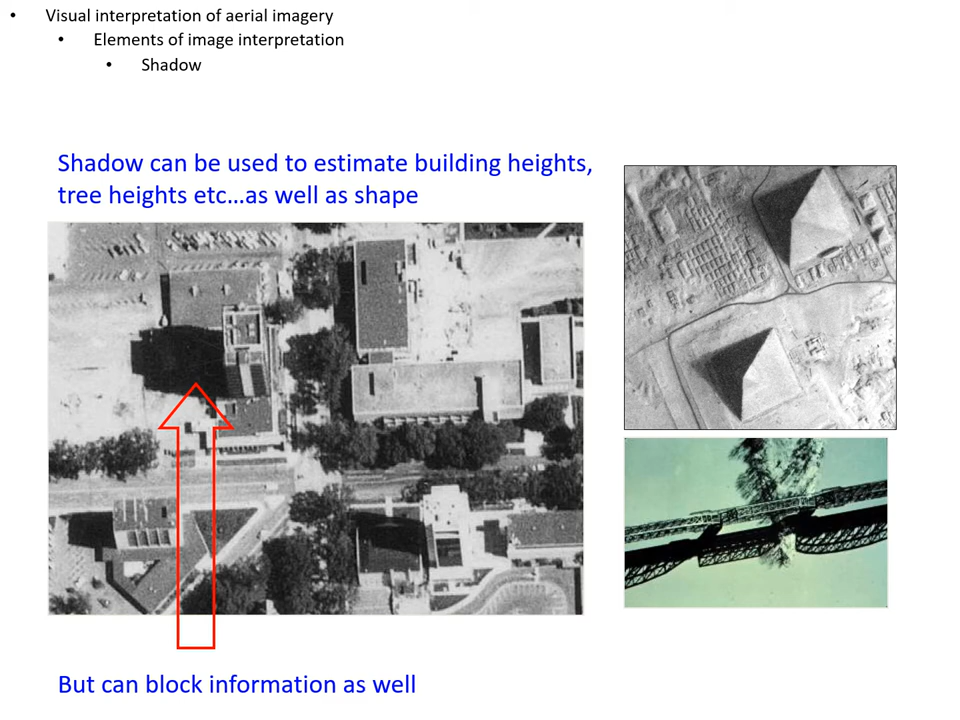 • Visual interpretation of aerial imagery
• Elements of image interpretation
• Shadow
Shadow can be used to estimate building heights,
tree heights etc…as well as shape
But can block information as well